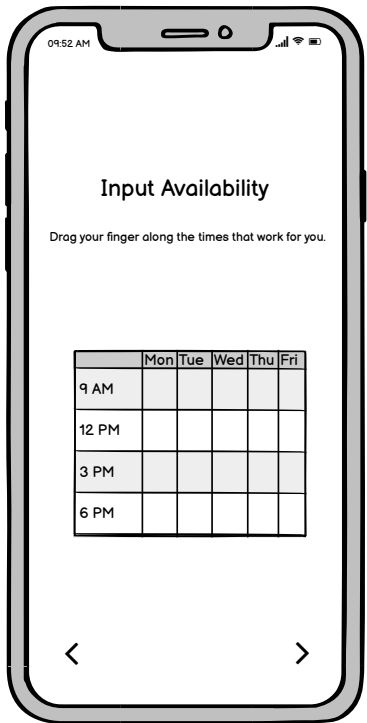 09:52 AM
Input Availability
Drag your finger along the times that work for you.
Mon Tue Wed Thu Fri
9 AM
12 PM
3 PM
6 PM